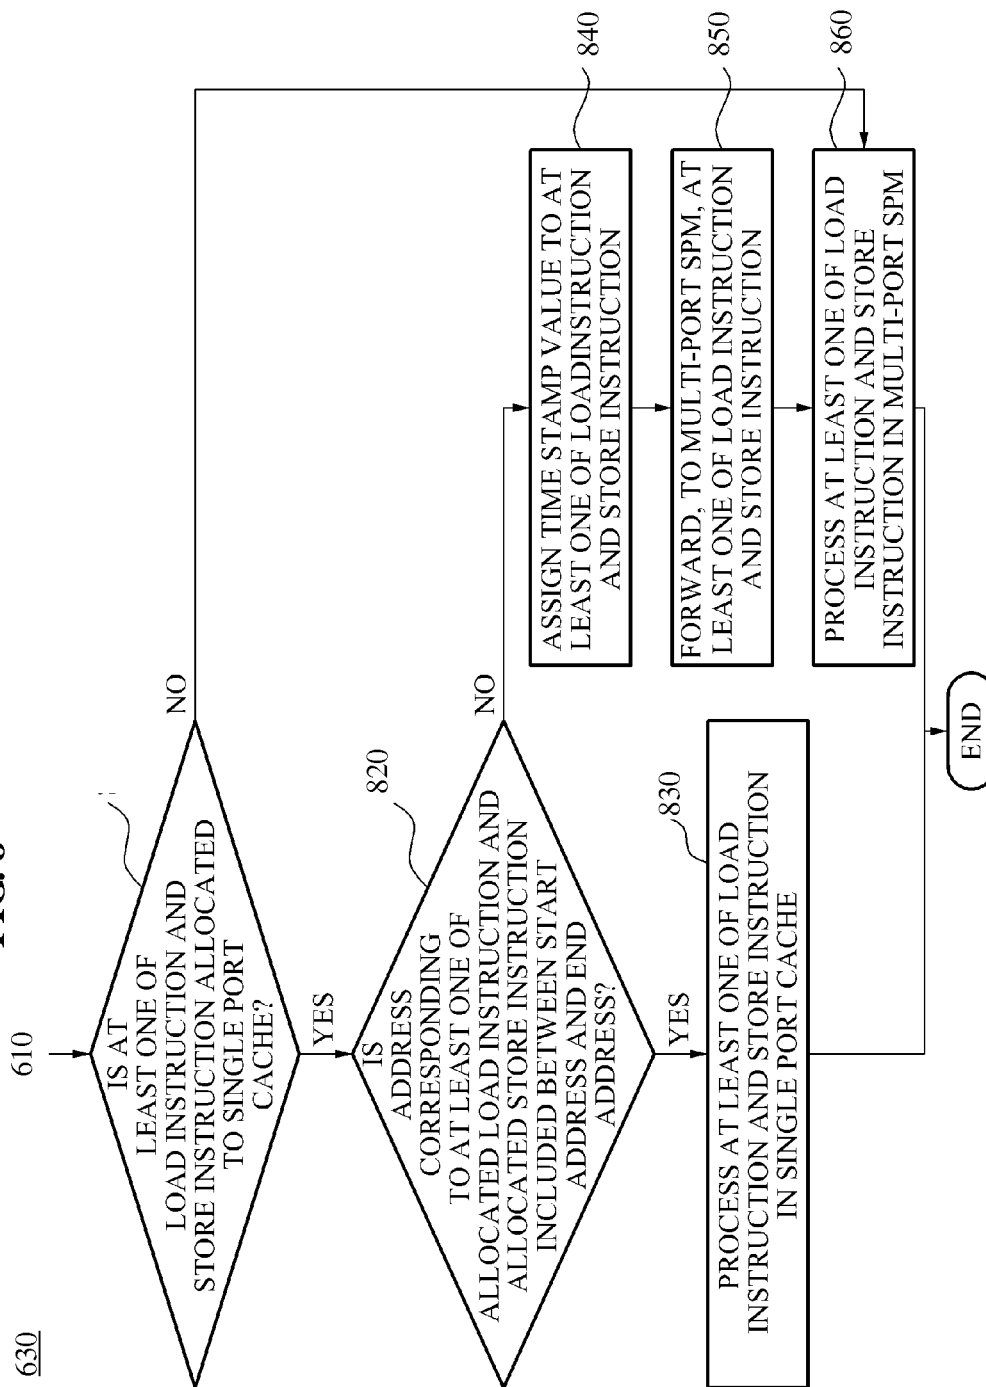 630
610
IS AT
LEAST ONE OF
LOAD INSTRUCTION AND
STORE INSTRUCTION ALLOCATED
TO SINGLE PORT
CACHE?
NO
YES
820
IS
ADDRESS
CORRESPONDING
TO AT LEAST ONE OF
ALLOCATED LOAD INSTRUCTION AND
ALLOCATED STORE INSTRUCTION
INCLUDED BETWEEN START
ADDRESS AND END
ADDRESS?
NO
YES
830
PROCESS AT LEAST ONE OF LOAD
INSTRUCTION AND STORE INSTRUCTION
IN SINGLE PORT CACHE
840
ASSIGN TIME STAMP VALUE TO AT
LEAST ONE OF LOADINSTRUCTION
AND STORE INSTRUCTION
850
FORWARD, TO MULTI-PORT SPM, AT
LEAST ONE OF LOAD INSTRUCTION
AND STORE INSTRUCTION
860
PROCESS AT LEAST ONE OF LOAD
INSTRUCTION AND STORE
INSTRUCTION IN MULTI-PORT SPM
END